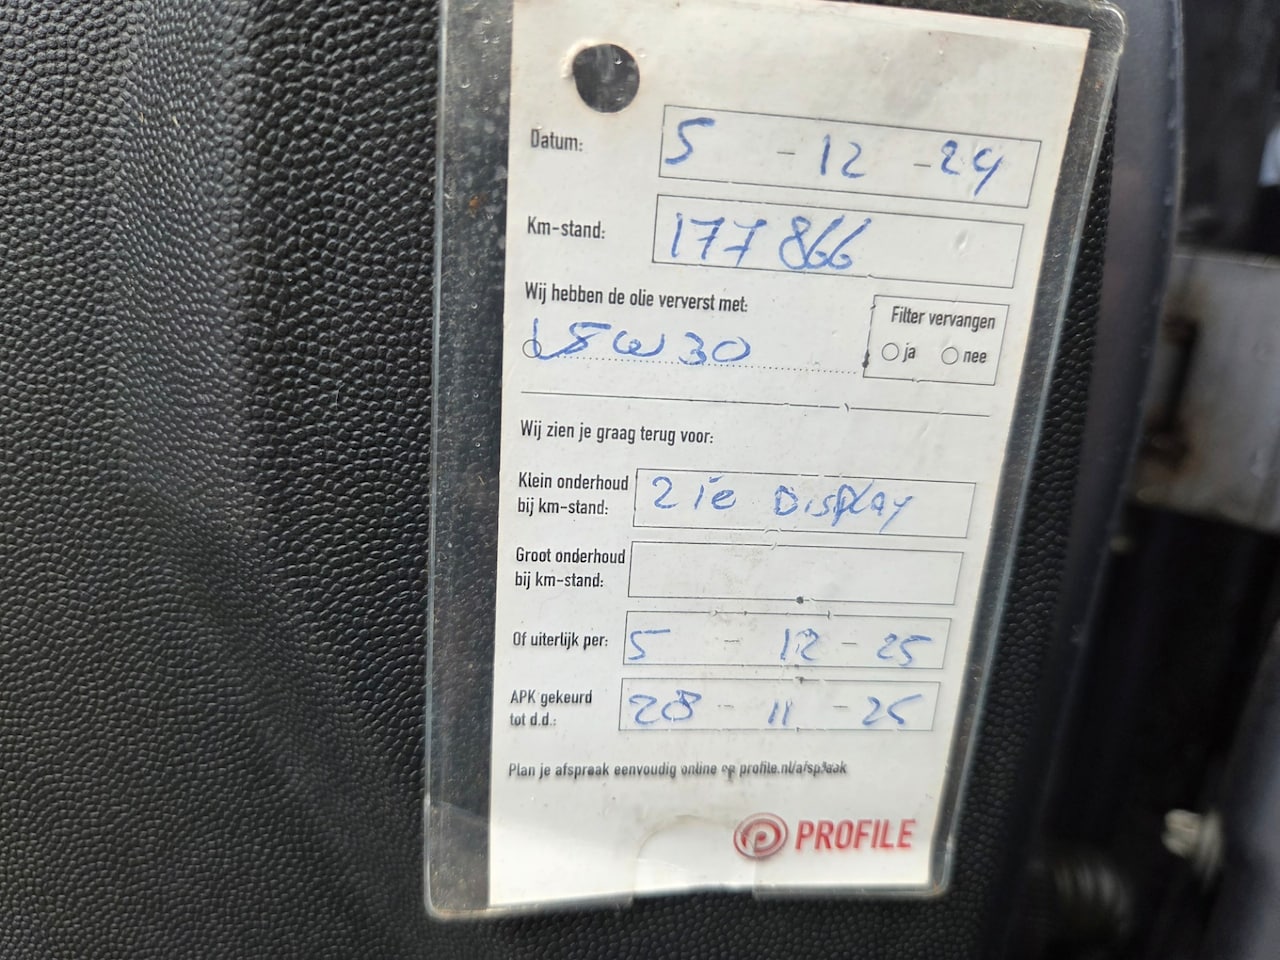 Datum: 5 - 12 - 24
Km-stand: 177 866
Wij hebben de olie ververst met:
5W30
Filter vervangen
ja nee
Wij zien je graag terug voor:
Klein onderhoud
bij km-stand: zie Display
Groot onderhoud
bij km-stand:
Of uiterlijk per: 5 - 12 - 25
APK gekeurd
tot d.d.: 28 - 11 - 25
Plan je afspraak eenvoudig online op profile.nl/afspraak
PROFILE